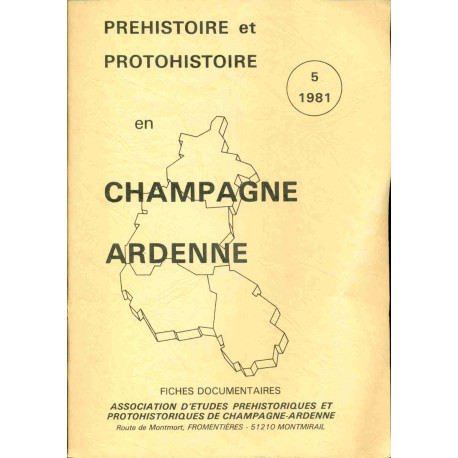 PREHISTOIRE et
PROTOHISTOIRE
5
1981
en
CHAMPAGNE
ARDENNE
FICHES DOCUMENTAIRES
ASSOCIATION D'ETUDES PREHISTORIQUES ET
PROTOHISTORIQUES DE CHAMPAGNE-ARDENNE
Route de Montmort, FROMENTIÈRES - 51210 MONTMIRAIL